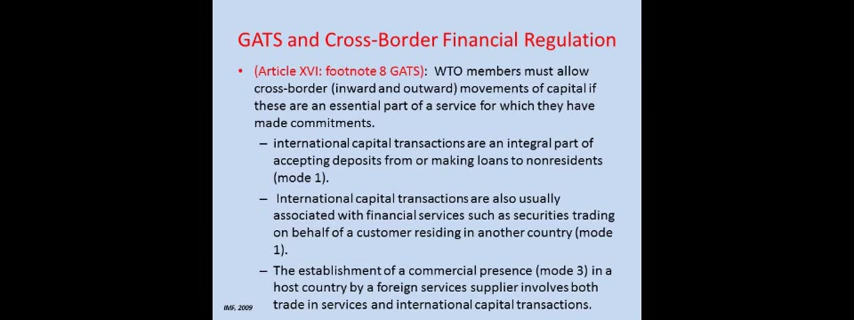 GATS and Cross-Border Financial Regulation
• (Article XVI: footnote 8 GATS): WTO members must allow
cross-border (inward and outward) movements of capital if
these are an essential part of a service for which they have
made commitments.
– international capital transactions are an integral part of
accepting deposits from or making loans to nonresidents
(mode 1).
– International capital transactions are also usually
associated with financial services such as securities trading
on behalf of a customer residing in another country (mode
1).
– The establishment of a commercial presence (mode 3) in a
host country by a foreign services supplier involves both
trade in services and international capital transactions.
IMF, 2009